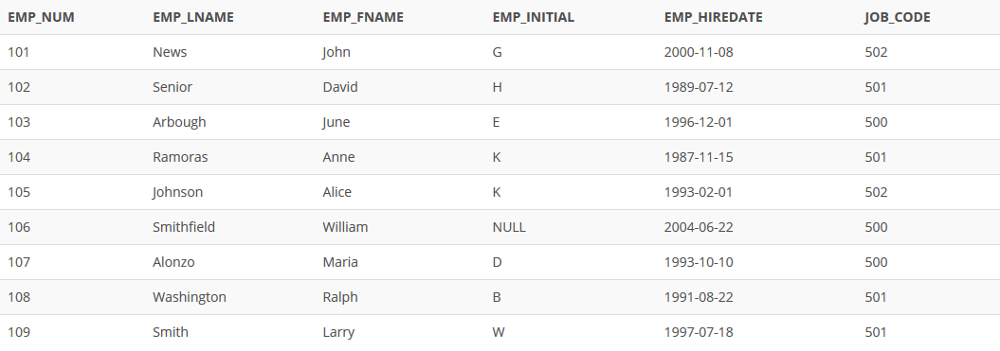 EMP_NUM EMP_LNAME EMP_FNAME EMP_INITIAL EMP_HIREDATE JOB_CODE
101 News John G 2000-11-08 502
102 Senior David H 1989-07-12 501
103 Arbough June E 1996-12-01 500
104 Ramoras Anne K 1987-11-15 501
105 Johnson Alice K 1993-02-01 502
106 Smithfield William NULL 2004-06-22 500
107 Alonzo Maria D 1993-10-10 500
108 Washington Ralph B 1991-08-22 501
109 Smith Larry W 1997-07-18 501